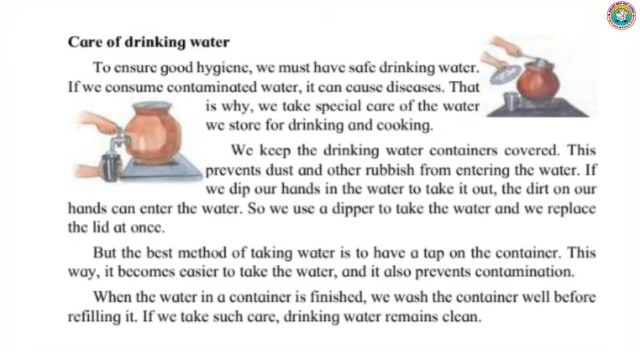 Care of drinking water
To ensure good hygiene, we must have safe drinking water.
If we consume contaminated water, it can cause diseases. That
is why, we take special care of the water
we store for drinking and cooking.
We keep the drinking water containers covered. This
prevents dust and other rubbish from entering the water. If
we dip our hands in the water to take it out, the dirt on our
hands can enter the water. So we use a dipper to take the water and we replace
the lid at once.
But the best method of taking water is to have a tap on the container. This
way, it becomes easier to take the water, and it also prevents contamination.
When the water in a container is finished, we wash the container well before
refilling it. If we take such care, drinking water remains clean.